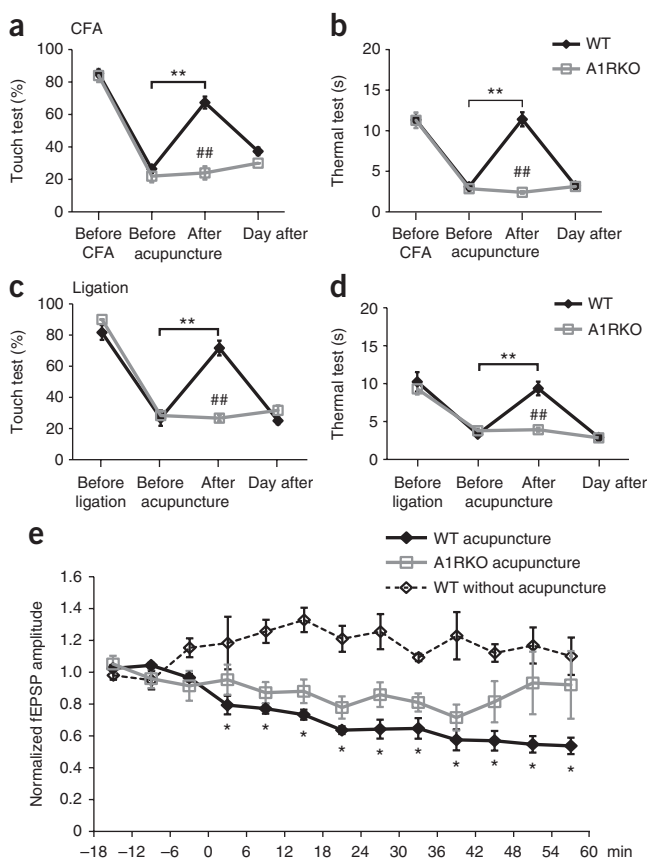 a
CFA
100
80
60
40
20
0
Touch test (%)
**
##
Before CFA
Before acupuncture
After
Day after
b
20
15
10
5
0
Thermal test (s)
WT
A1RKO
**
##
Before CFA
Before acupuncture
After
Day after
c
Ligation
100
80
60
40
20
0
Touch test (%)
**
##
Before ligation
Before acupuncture
After
Day after
d
20
15
10
5
0
Thermal test (s)
WT
A1RKO
**
##
Before ligation
Before acupuncture
After
Day after
e
WT acupuncture
A1RKO acupuncture
WT without acupuncture
1.6
1.4
1.2
1.0
0.8
0.6
0.4
0.2
0
Normalized fEPSP amplitude
* * * * * * * * * *
–18 –12 –6 0 6 12 18 24 30 36 42 48 54 60 min